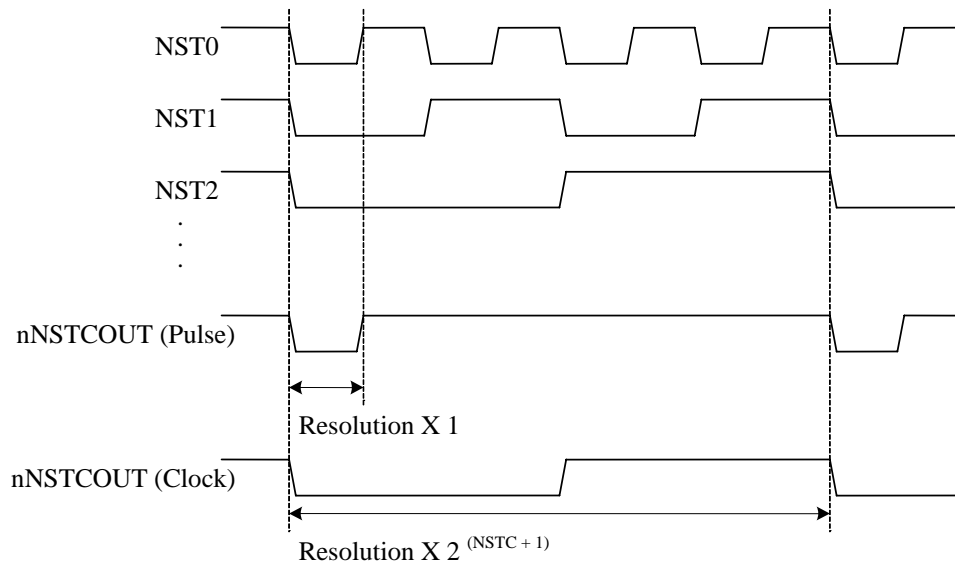 NST0
NST1
NST2
.
.
.
nNSTCOUT (Pulse)
Resolution X 1
nNSTCOUT (Clock)
Resolution X 2 (NSTC + 1)